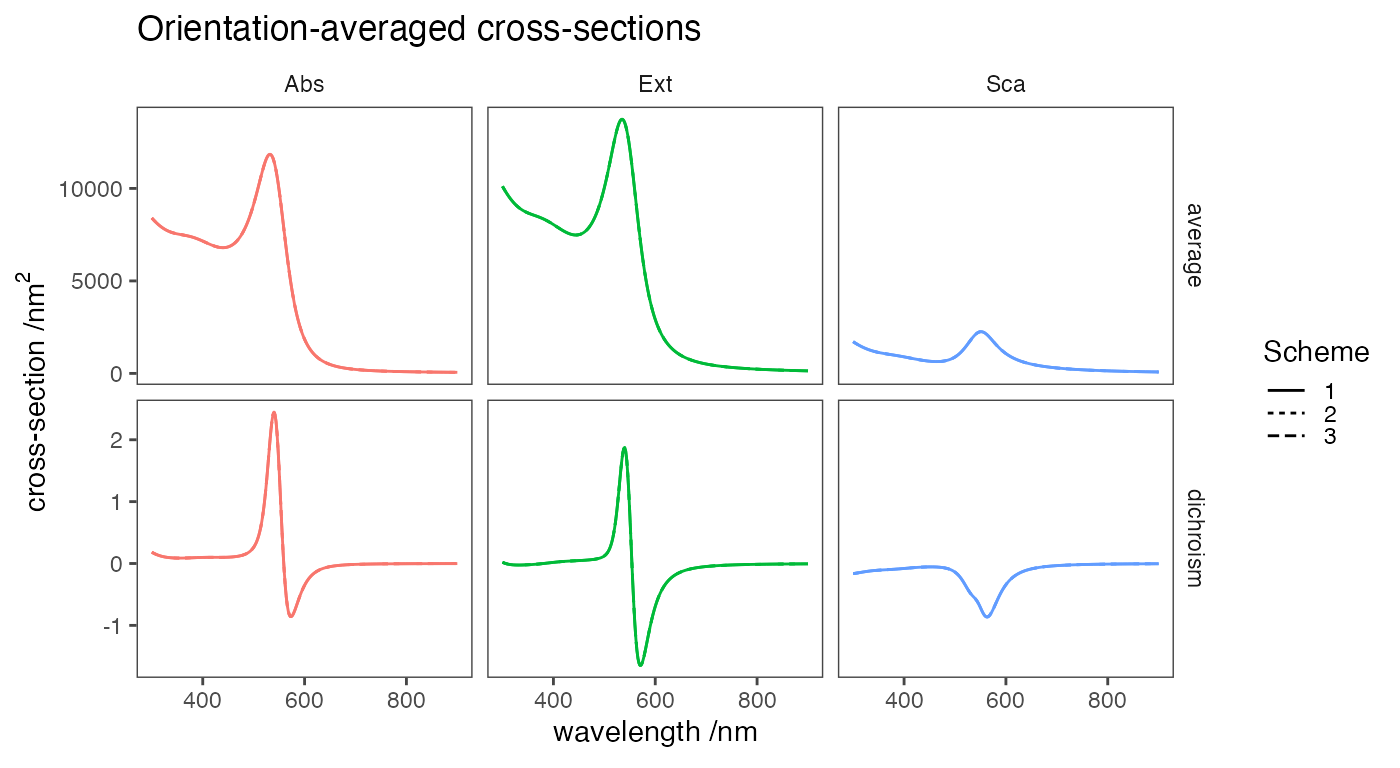 Orientation-averaged cross-sections
Abs
Ext
Sca
cross-section /nm²
10000
5000
0
average
2
1
0
-1
dichroism
400
600
800
400
600
800
400
600
800
wavelength /nm
Scheme
1
2
3